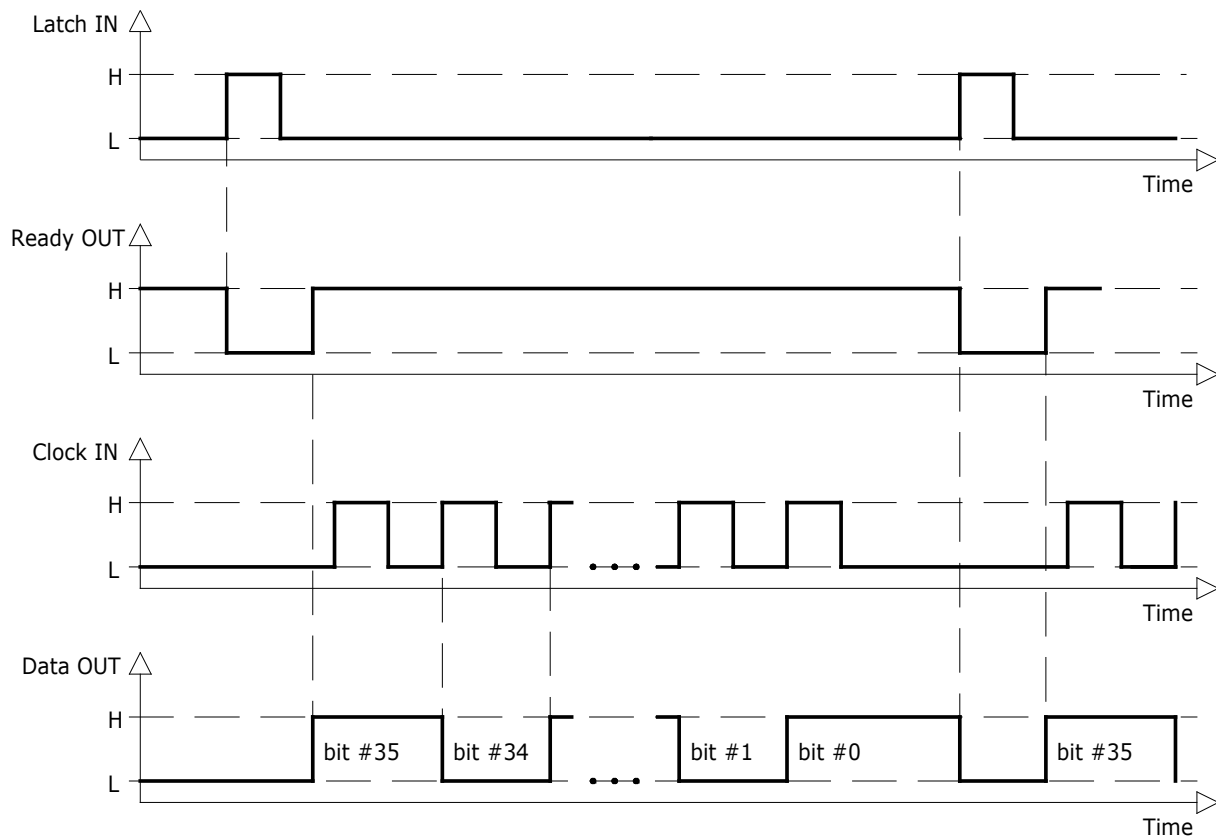 Latch IN
H
L
Time
Ready OUT
H
L
Time
Clock IN
H
L
Time
Data OUT
H
bit #35 bit #34 bit #1 bit #0 bit #35
L
Time